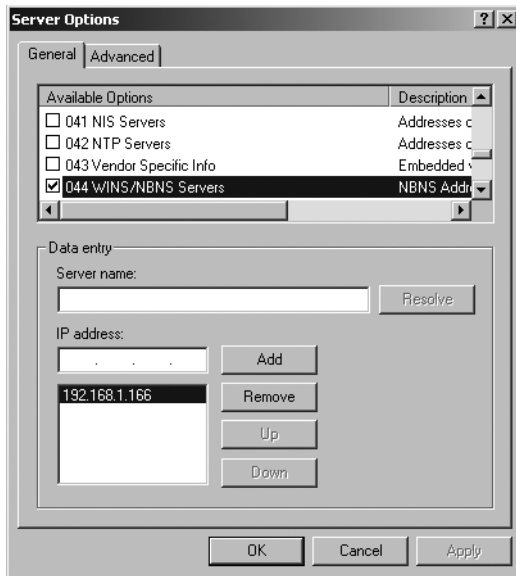 Server Options
General Advanced
Available Options Description
041 NIS Servers Addresses c
042 NTP Servers Addresses c
043 Vendor Specific Info Embedded v
044 WINS/NBNS Servers NBNS Addr
Data entry
Server name:
Resolve
IP address:
. . . Add
192.168.1.166 Remove
Up
Down
OK Cancel Apply